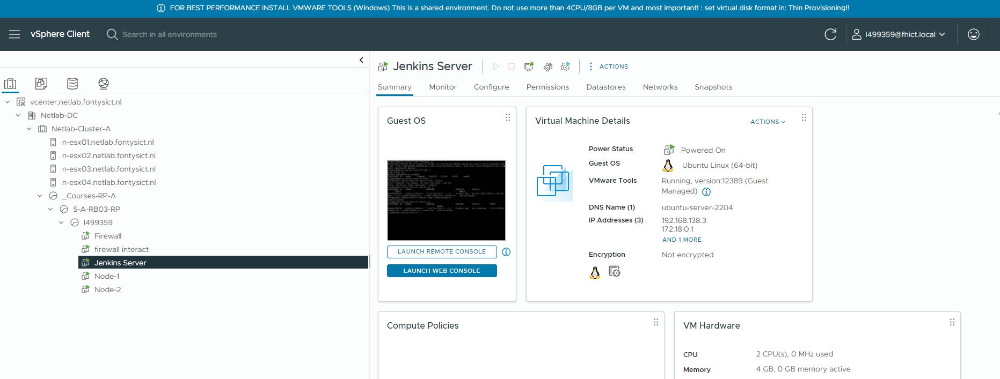 FOR BEST PERFORMANCE INSTALL VMWARE TOOLS (Windows) This is a shared environment. Do not use more than 4CPU/8GB per VM and most important! : set virtual disk format in: Thin Provisioning!!
vSphere Client
Search in all environments
I499359@fhict.local
vcenter.netlab.fontysict.nl
Netlab-DC
Netlab-Cluster-A
n-esx01.netlab.fontysict.nl
n-esx02.netlab.fontysict.nl
n-esx03.netlab.fontysict.nl
n-esx04.netlab.fontysict.nl
_Courses-RP-A
S-A-RB03-RP
I499359
Firewall
firewall interact
Jenkins Server
Node-1
Node-2
Jenkins Server
ACTIONS
Summary Monitor Configure Permissions Datastores Networks Snapshots
Guest OS
LAUNCH REMOTE CONSOLE
LAUNCH WEB CONSOLE
Virtual Machine Details
ACTIONS
Power Status Powered On
Guest OS Ubuntu Linux (64-bit)
VMware Tools Running, version:12389 (Guest
Managed)
DNS Name (1) ubuntu-server-2204
IP Addresses (3) 192.168.138.3
172.18.0.1
AND 1 MORE
Encryption Not encrypted
Compute Policies
VM Hardware
CPU 2 CPU(s), 0 MHz used
Memory 4 GB, 0 GB memory active